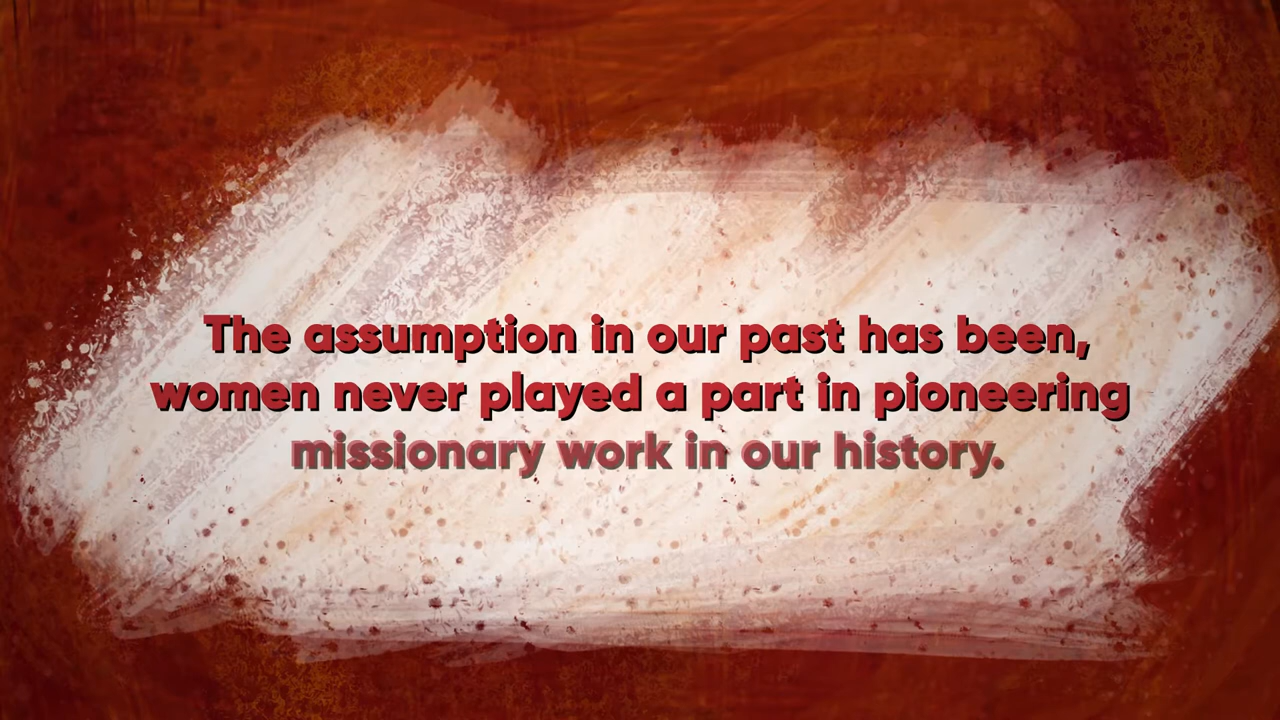 The assumption in our past has been,
women never played a part in pioneering
missionary work in our history.